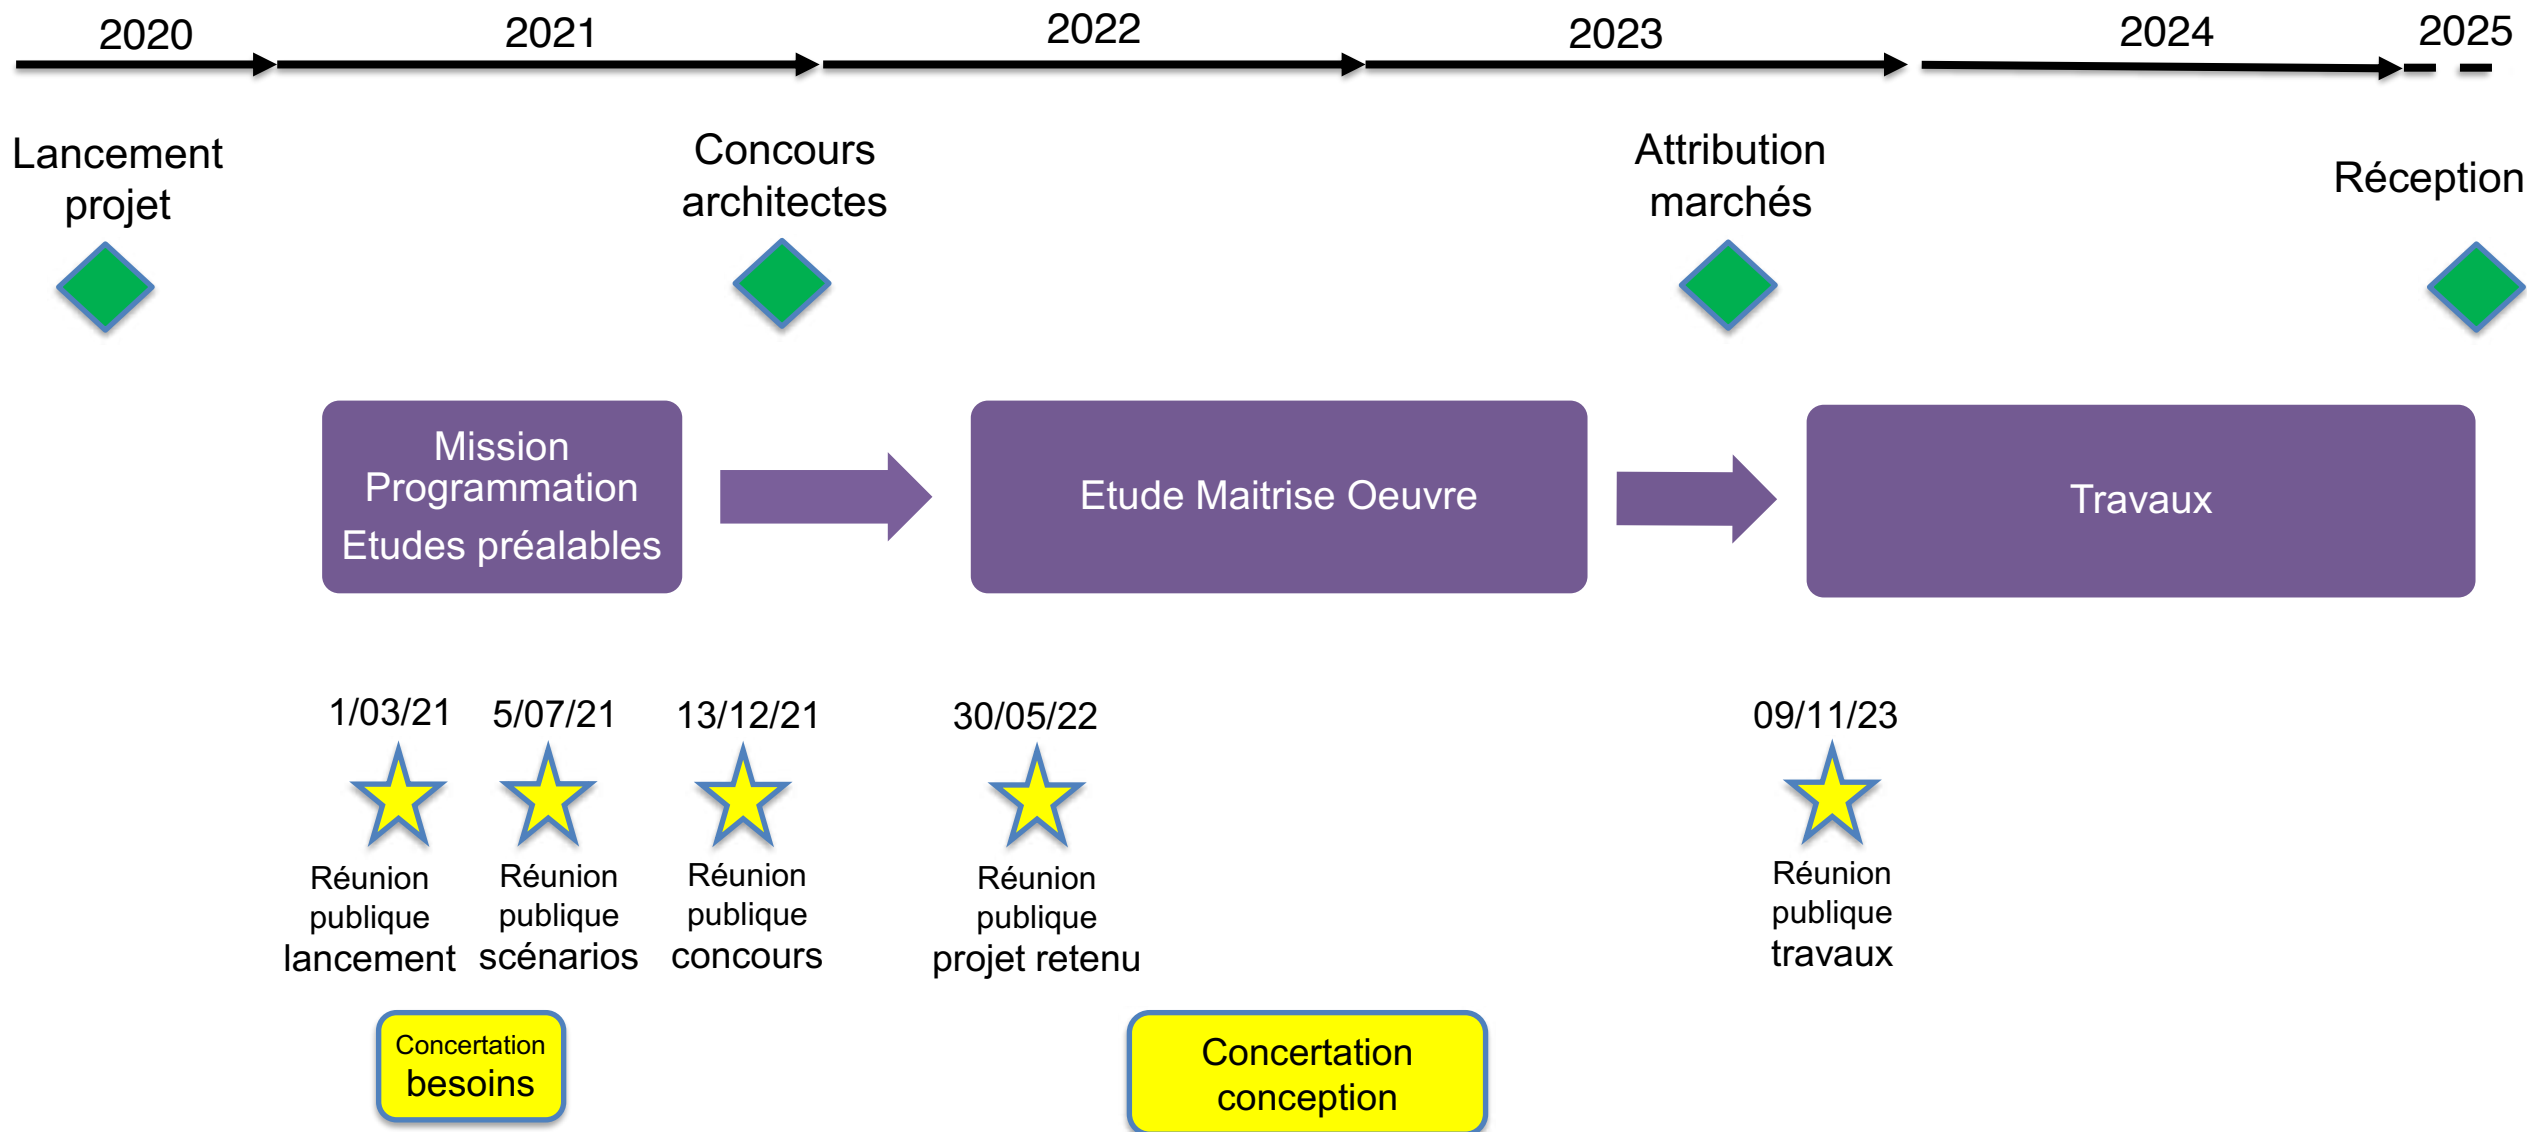 2020
2021
2022
2023
2024
2025
Lancement
projet
Concours
architectes
Attribution
marchés
Réception
Mission
Programmation
Etudes préalables
Etude Maitrise Oeuvre
Travaux
1/03/21
5/07/21
13/12/21
30/05/22
09/11/23
Réunion
publique
lancement
Réunion
publique
scénarios
Réunion
publique
concours
Réunion
publique
projet retenu
Réunion
publique
travaux
Concertation
besoins
Concertation
conception